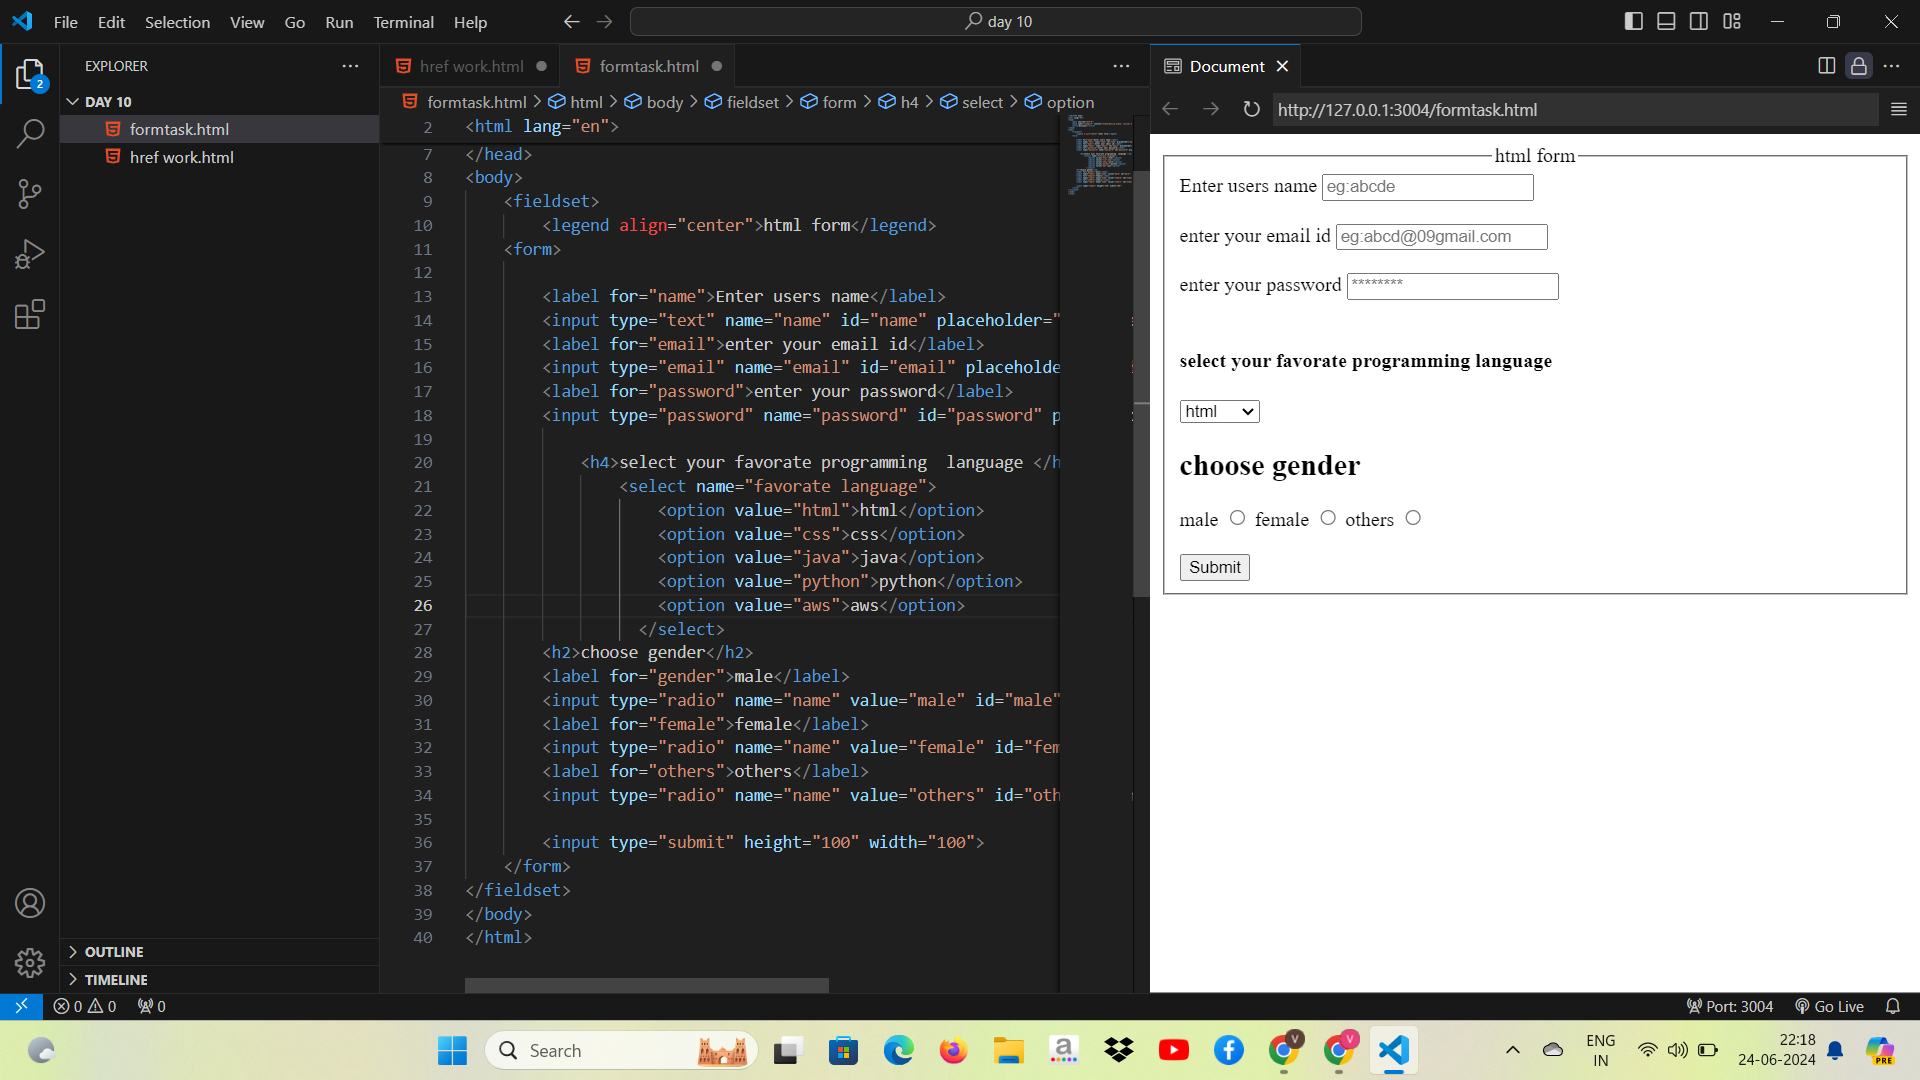 File Edit Selection View Go Run Terminal Help
day 10
EXPLORER
DAY 10
formtask.html
href work.html
OUTLINE
TIMELINE
href work.html
formtask.html
formtask.html > html > body > fieldset > form > h4 > select > option
2 <html lang="en">
7 </head>
8 <body>
9 <fieldset>
10 <legend align="center">html form</legend>
11 <form>
12
13 <label for="name">Enter users name</label>
14 <input type="text" name="name" id="name" placeholder="
15 <label for="email">enter your email id</label>
16 <input type="email" name="email" id="email" placeholde
17 <label for="password">enter your password</label>
18 <input type="password" name="password" id="password" p
19
20 <h4>select your favorate programming  language </h
21 <select name="favorate language">
22 <option value="html">html</option>
23 <option value="css">css</option>
24 <option value="java">java</option>
25 <option value="python">python</option>
26 <option value="aws">aws</option>
27 </select>
28 <h2>choose gender</h2>
29 <label for="gender">male</label>
30 <input type="radio" name="name" value="male" id="male"
31 <label for="female">female</label>
32 <input type="radio" name="name" value="female" id="fem
33 <label for="others">others</label>
34 <input type="radio" name="name" value="others" id="oth
35
36 <input type="submit" height="100" width="100">
37 </form>
38 </fieldset>
39 </body>
40 </html>
Document
http://127.0.0.1:3004/formtask.html
html form
Enter users name eg:abcde
enter your email id eg:abcd@09gmail.com
enter your password ********
select your favorate programming language
html
choose gender
male female others
Submit
0 0 0
Port: 3004 Go Live
Search
ENG
IN
22:18
24-06-2024
PRE